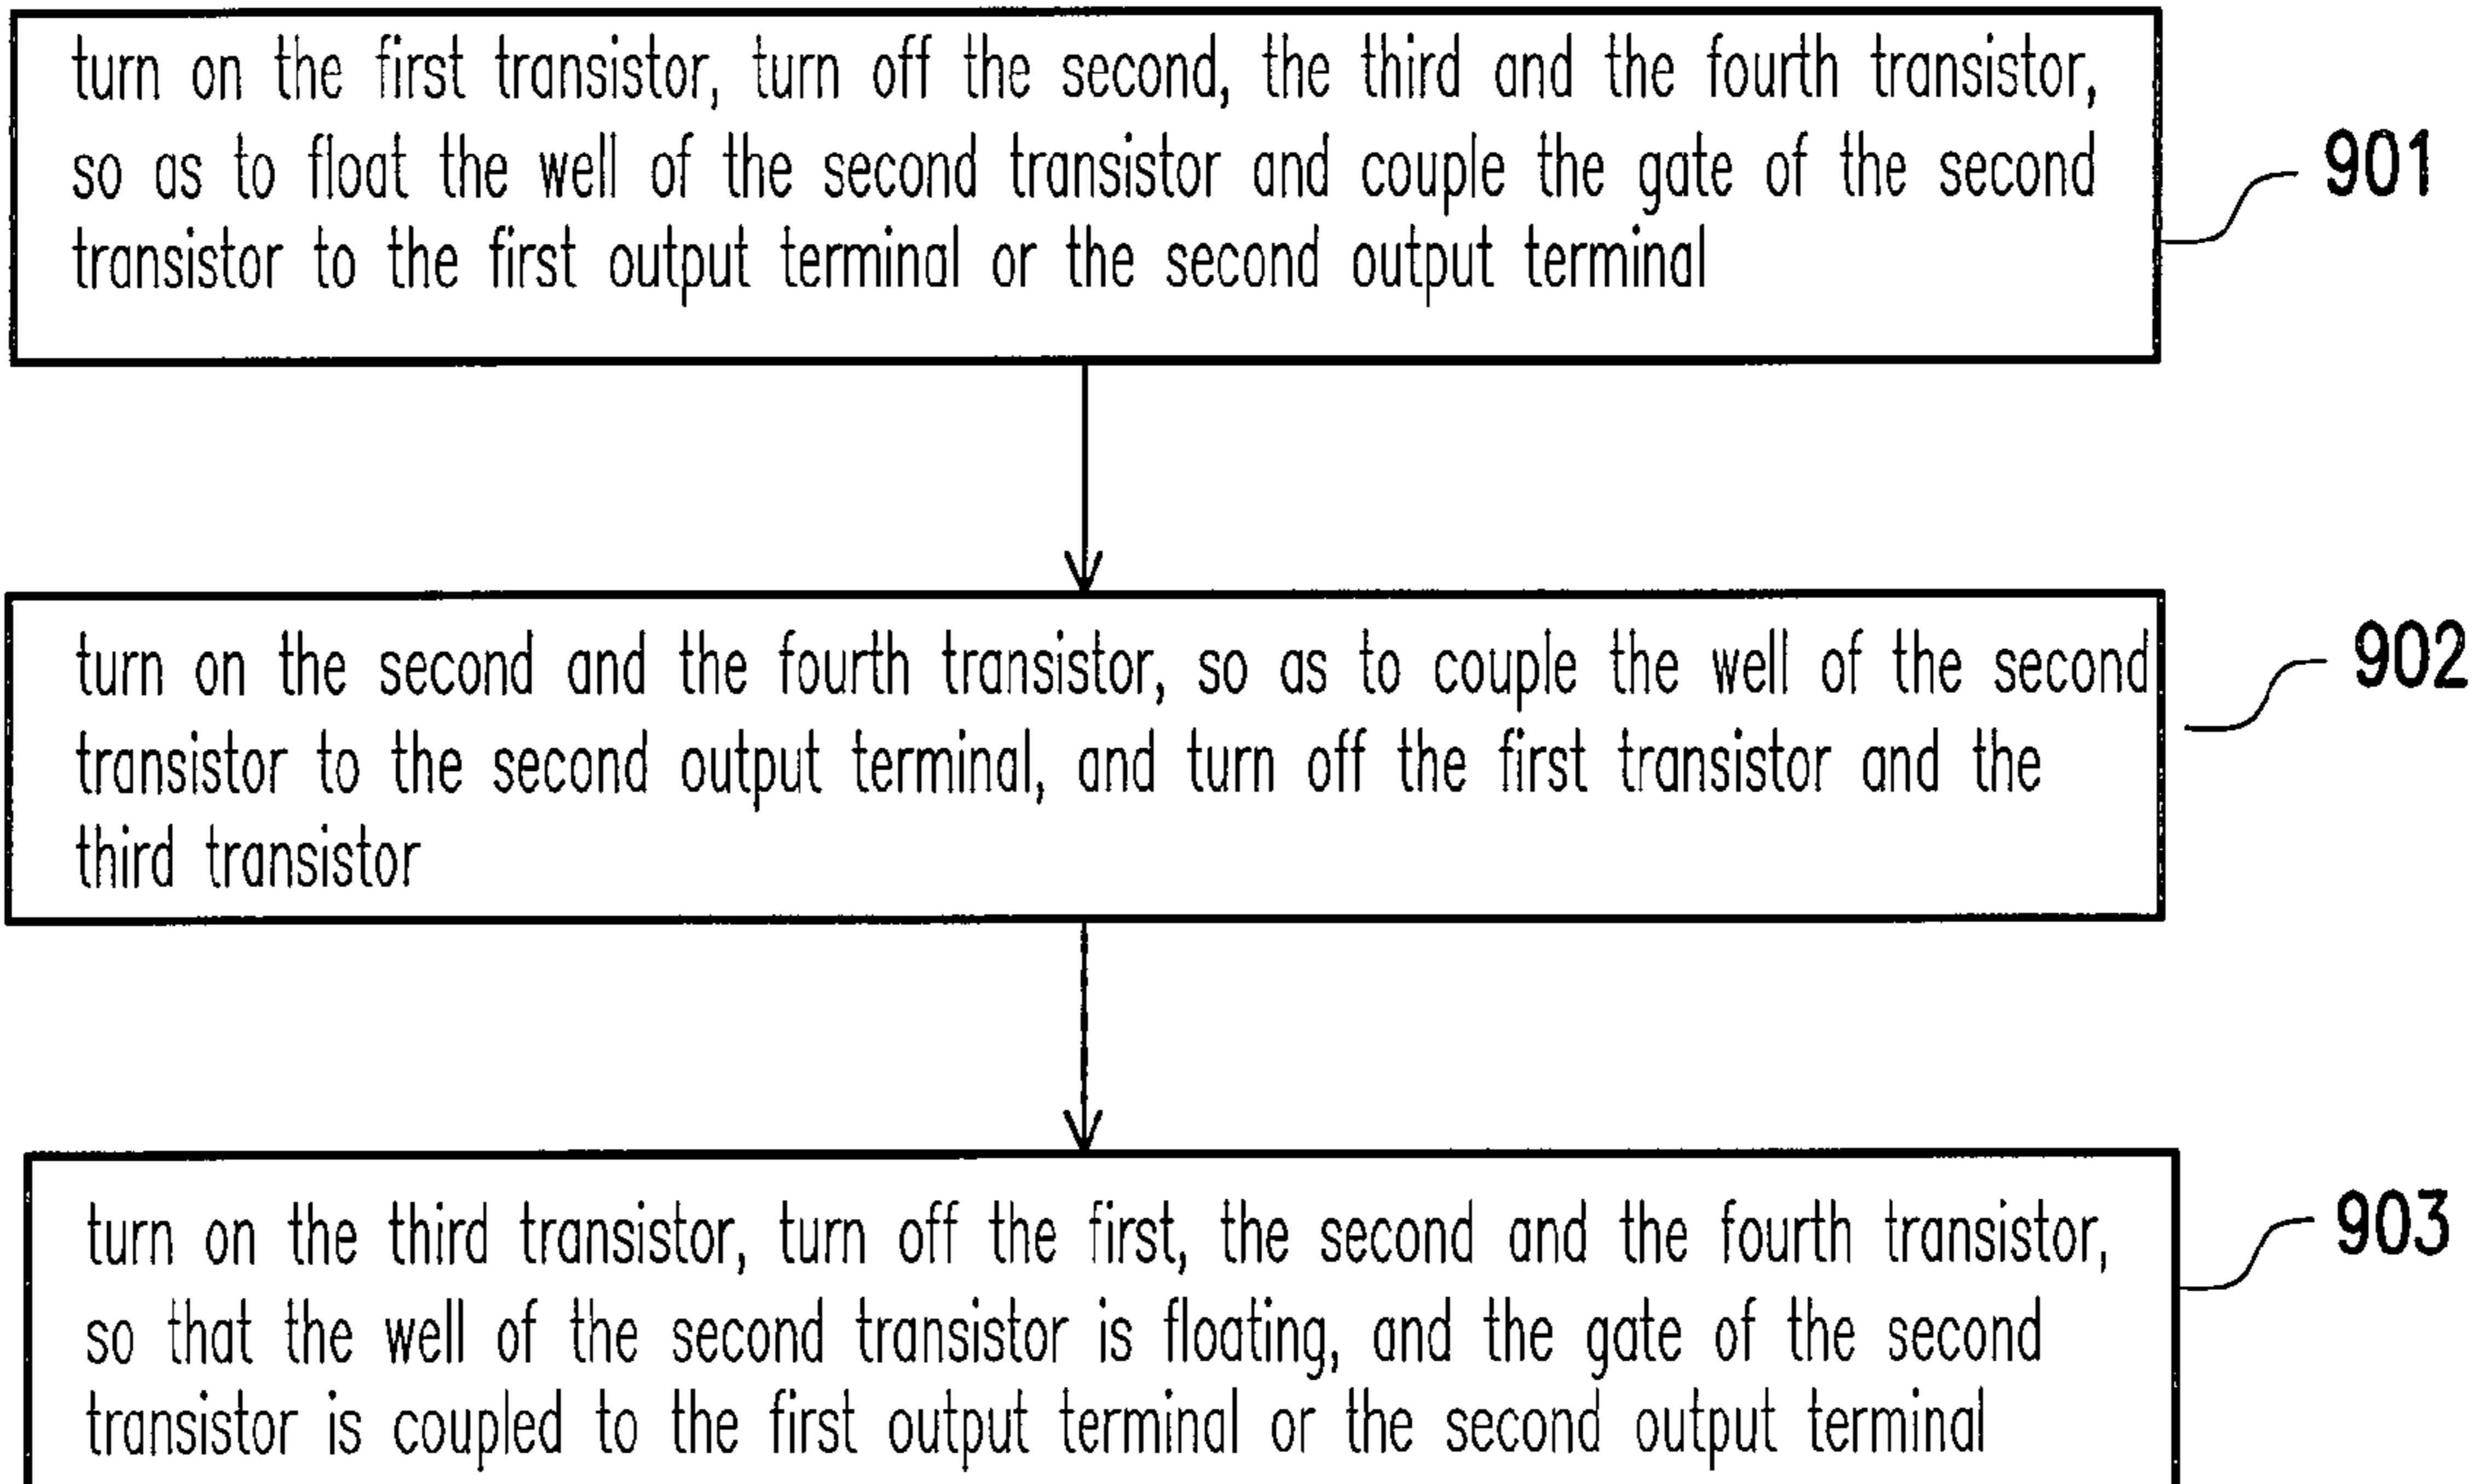 turn on the first transistor, turn off the second, the third and the fourth transistor,
so as to float the well of the second transistor and couple the gate of the second
transistor to the first output terminal or the second output terminal
901
turn on the second and the fourth transistor, so as to couple the well of the second
transistor to the second output terminal, and turn off the first transistor and the
third transistor
902
turn on the third transistor, turn off the first, the second and the fourth transistor,
so that the well of the second transistor is floating, and the gate of the second
transistor is coupled to the first output terminal or the second output terminal
903